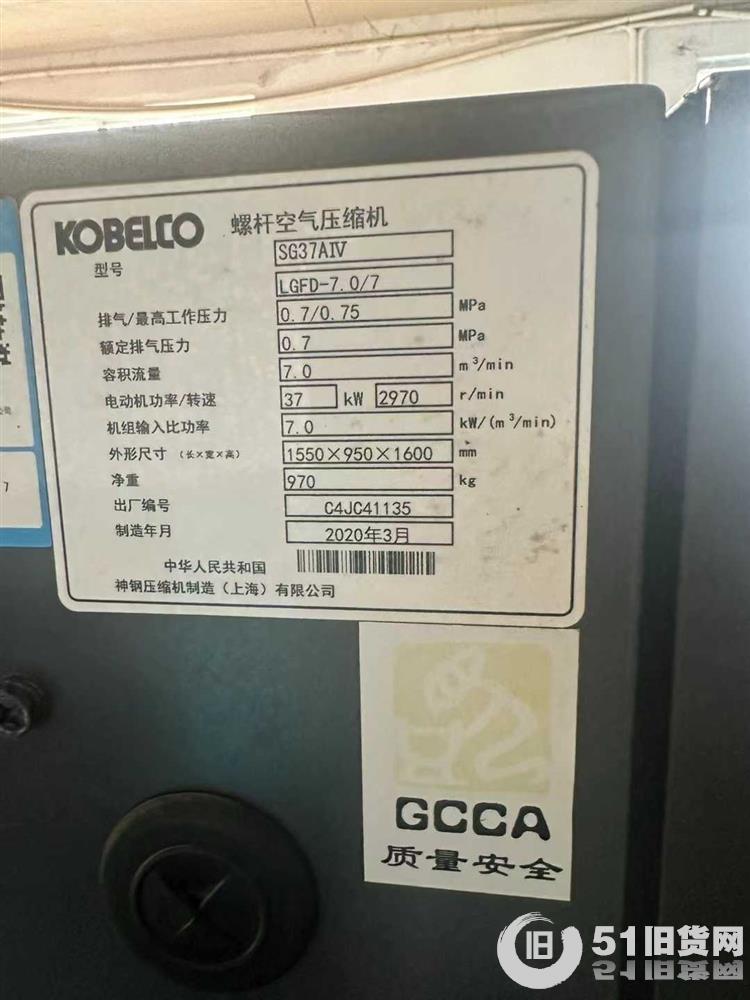 KOBELCO 螺杆空气压缩机
型号 SG37AⅣ
LGFD-7.0/7
排气/最高工作压力 0.7/0.75 MPa
额定排气压力 0.7 MPa
容积流量 7.0 m³/min
电动机功率/转速 37 kW 2970 r/min
机组输入比功率 7.0 kW/(m³/min)
外形尺寸 (长×宽×高) 1550×950×1600 mm
净重 970 kg
出厂编号 C4JC41135
制造年月 2020年3月
中华人民共和国
神钢压缩机制造(上海)有限公司
公司
7
GCCA
质量安全
旧 51旧货网